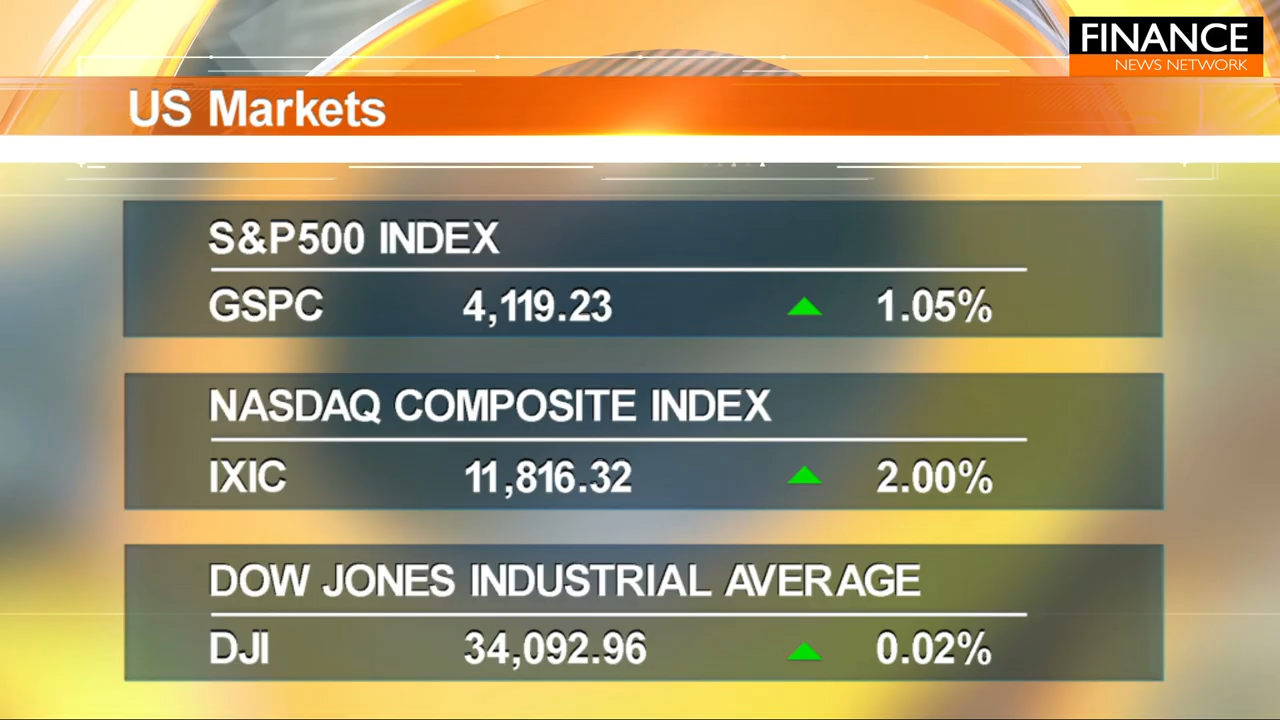 FINANCE
NEWS NETWORK
US Markets
S&P500 INDEX
GSPC 4,119.23 1.05%
NASDAQ COMPOSITE INDEX
IXIC 11,816.32 2.00%
DOW JONES INDUSTRIAL AVERAGE
DJI 34,092.96 0.02%